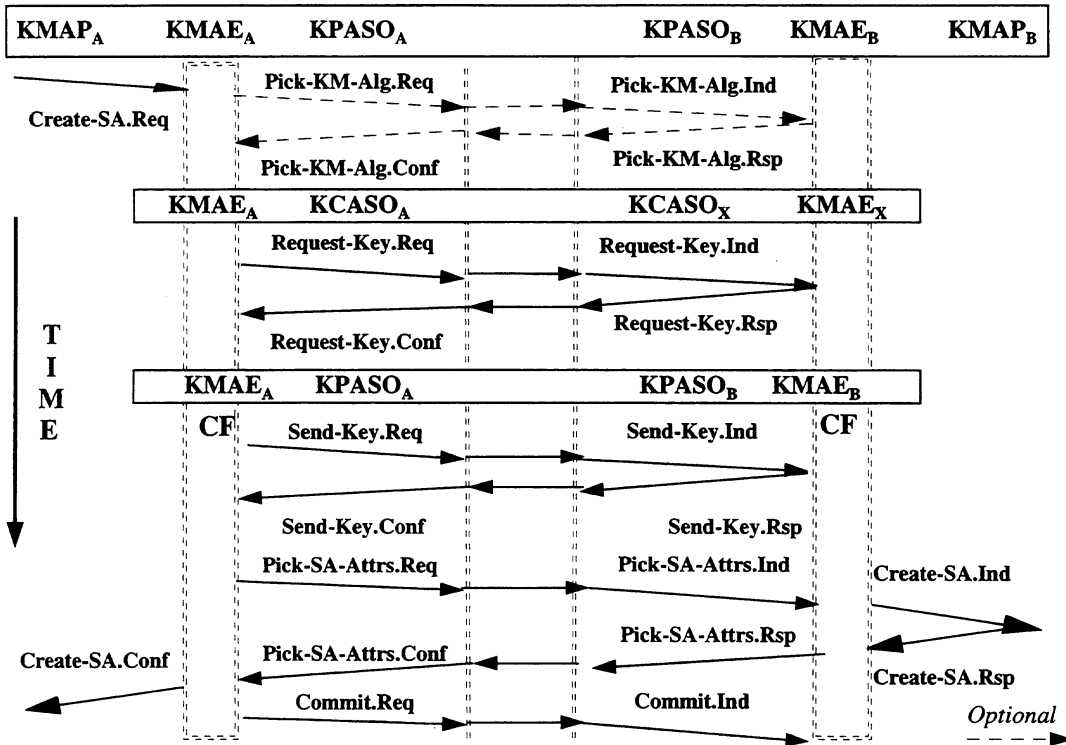 KMAP_A KMAE_A KPASO_A KPASO_B KMAE_B KMAP_B
Pick-KM-Alg.Req Pick-KM-Alg.Ind
Create-SA.Req
Pick-KM-Alg.Conf Pick-KM-Alg.Rsp
KMAE_A KCASO_A KCASO_X KMAE_X
Request-Key.Req Request-Key.Ind
Request-Key.Conf Request-Key.Rsp
TIME
KMAE_A KPASO_A KPASO_B KMAE_B
CF CF
Send-Key.Req Send-Key.Ind
Send-Key.Conf Send-Key.Rsp
Pick-SA-Attrs.Req Pick-SA-Attrs.Ind
Create-SA.Ind
Pick-SA-Attrs.Conf Pick-SA-Attrs.Rsp
Create-SA.Conf
Create-SA.Rsp
Commit.Req Commit.Ind
Optional